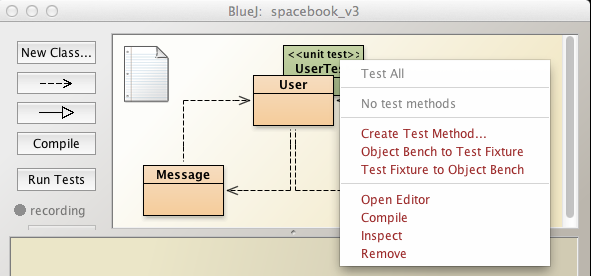 BlueJ: spacebook_v3
New Class...
Compile
Run Tests
recording
<<unit test>>
UserTes
User
Message
Test All
No test methods
Create Test Method...
Object Bench to Test Fixture
Test Fixture to Object Bench
Open Editor
Compile
Inspect
Remove